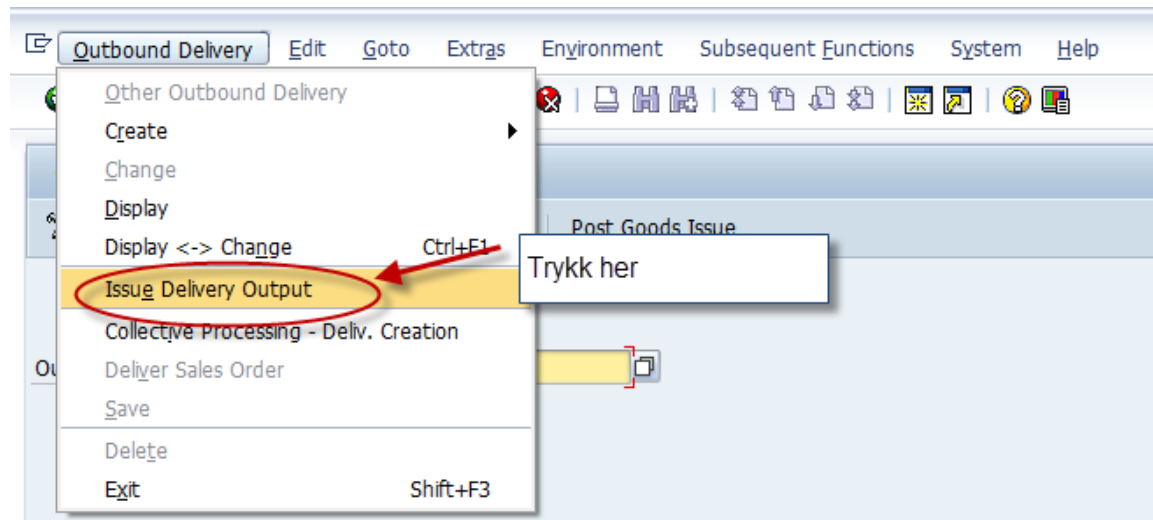 Outbound Delivery Edit Goto Extras Environment Subsequent Functions System Help
Other Outbound Delivery
Create
Change
Display
Display <-> Change Ctrl+F1
Issue Delivery Output
Collective Processing - Deliv. Creation
Deliver Sales Order
Save
Delete
Exit Shift+F3
Post Goods Issue
Trykk her